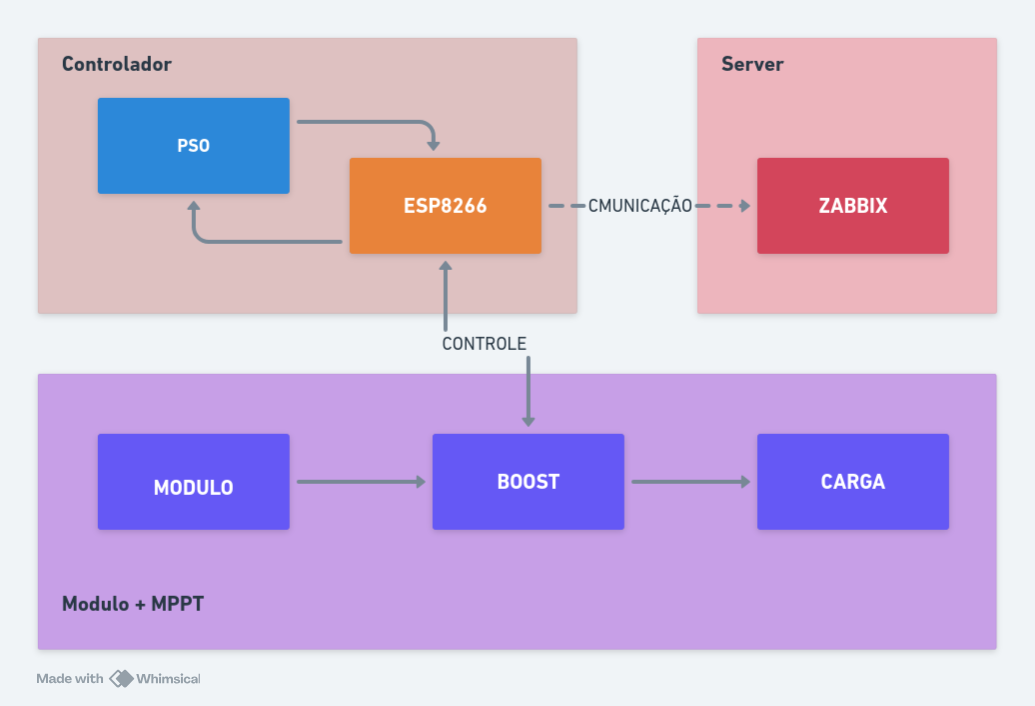 Controlador
Server
PSO
ESP8266
CMUNICAÇÃO
ZABBIX
CONTROLE
MODULO
BOOST
CARGA
Modulo + MPPT
Made with Whimsical